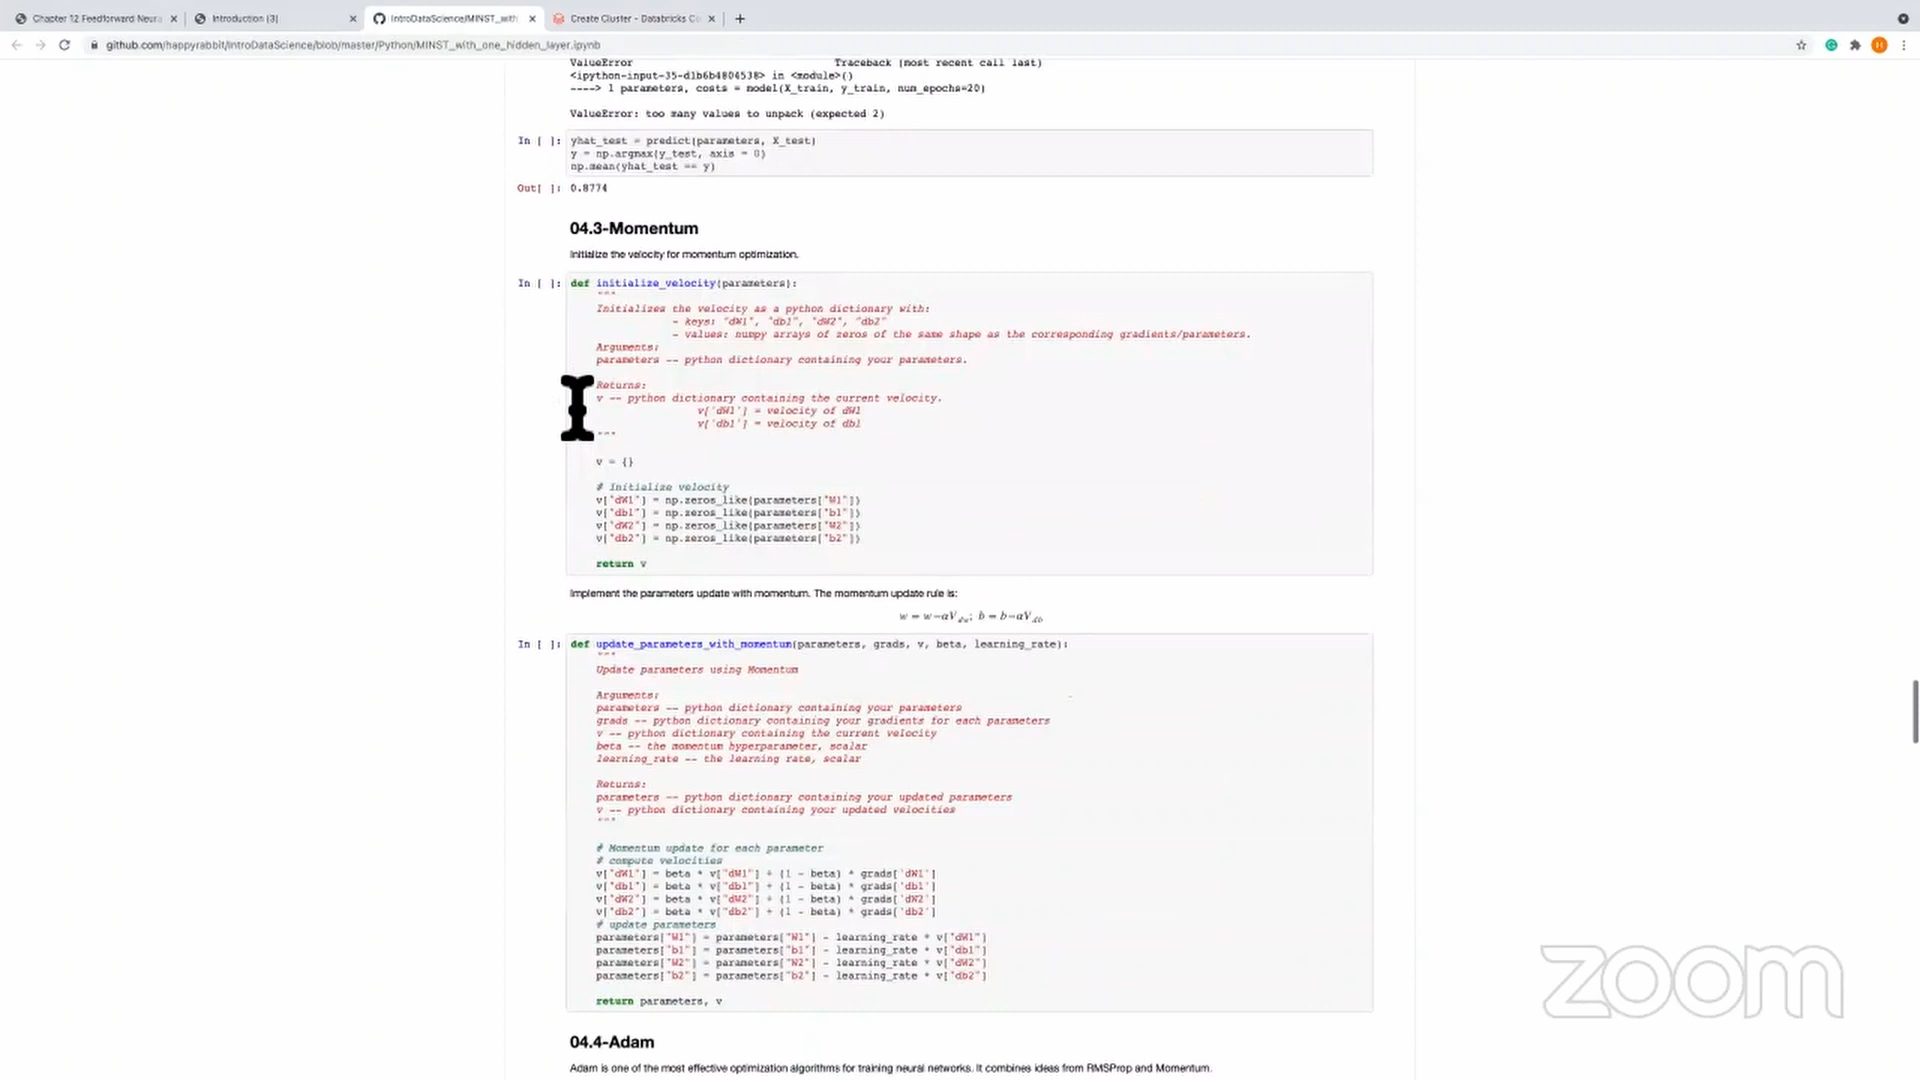 Chapter 12 Feedforward Neura
Introduction (3)
IntroDataScience/MINST_with
Create Cluster - Databricks C
github.com/happyrabbit/IntroDataScience/blob/master/Python/MINST_with_one_hidden_layer.ipynb
ValueError Traceback (most recent call last)
<ipython-input-35-d1b6b4804538> in <module>()
----> 1 parameters, costs = model(X_train, y_train, num_epochs=20)
ValueError: too many values to unpack (expected 2)
In [ ]: yhat_test = predict(parameters, X_test)
y = np.argmax(y_test, axis = 0)
np.mean(yhat_test == y)
Out[ ]: 0.8774
04.3-Momentum
Initialize the velocity for momentum optimization.
In [ ]: def initialize_velocity(parameters):
"""
Initializes the velocity as a python dictionary with:
- keys: "dW1", "db1", "dW2", "db2"
- values: numpy arrays of zeros of the same shape as the corresponding gradients/parameters.
Arguments:
parameters -- python dictionary containing your parameters.
Returns:
v -- python dictionary containing the current velocity.
v['dW1'] = velocity of dW1
v['db1'] = velocity of db1
"""
v = {}
# Initialize velocity
v["dW1"] = np.zeros_like(parameters["W1"])
v["db1"] = np.zeros_like(parameters["b1"])
v["dW2"] = np.zeros_like(parameters["W2"])
v["db2"] = np.zeros_like(parameters["b2"])
return v
Implement the parameters update with momentum. The momentum update rule is:
w = w−αV_dw; b = b−αV_db
In [ ]: def update_parameters_with_momentum(parameters, grads, v, beta, learning_rate):
"""
Update parameters using Momentum
Arguments:
parameters -- python dictionary containing your parameters
grads -- python dictionary containing your gradients for each parameters
v -- python dictionary containing the current velocity
beta -- the momentum hyperparameter, scalar
learning_rate -- the learning rate, scalar
Returns:
parameters -- python dictionary containing your updated parameters
v -- python dictionary containing your updated velocities
"""
# Momentum update for each parameter
# compute velocities
v["dW1"] = beta * v["dW1"] + (1 - beta) * grads['dW1']
v["db1"] = beta * v["db1"] + (1 - beta) * grads['db1']
v["dW2"] = beta * v["dW2"] + (1 - beta) * grads['dW2']
v["db2"] = beta * v["db2"] + (1 - beta) * grads['db2']
# update parameters
parameters["W1"] = parameters["W1"] - learning_rate * v["dW1"]
parameters["b1"] = parameters["b1"] - learning_rate * v["db1"]
parameters["W2"] = parameters["W2"] - learning_rate * v["dW2"]
parameters["b2"] = parameters["b2"] - learning_rate * v["db2"]
return parameters, v
04.4-Adam
Adam is one of the most effective optimization algorithms for training neural networks. It combines ideas from RMSProp and Momentum.
zoom